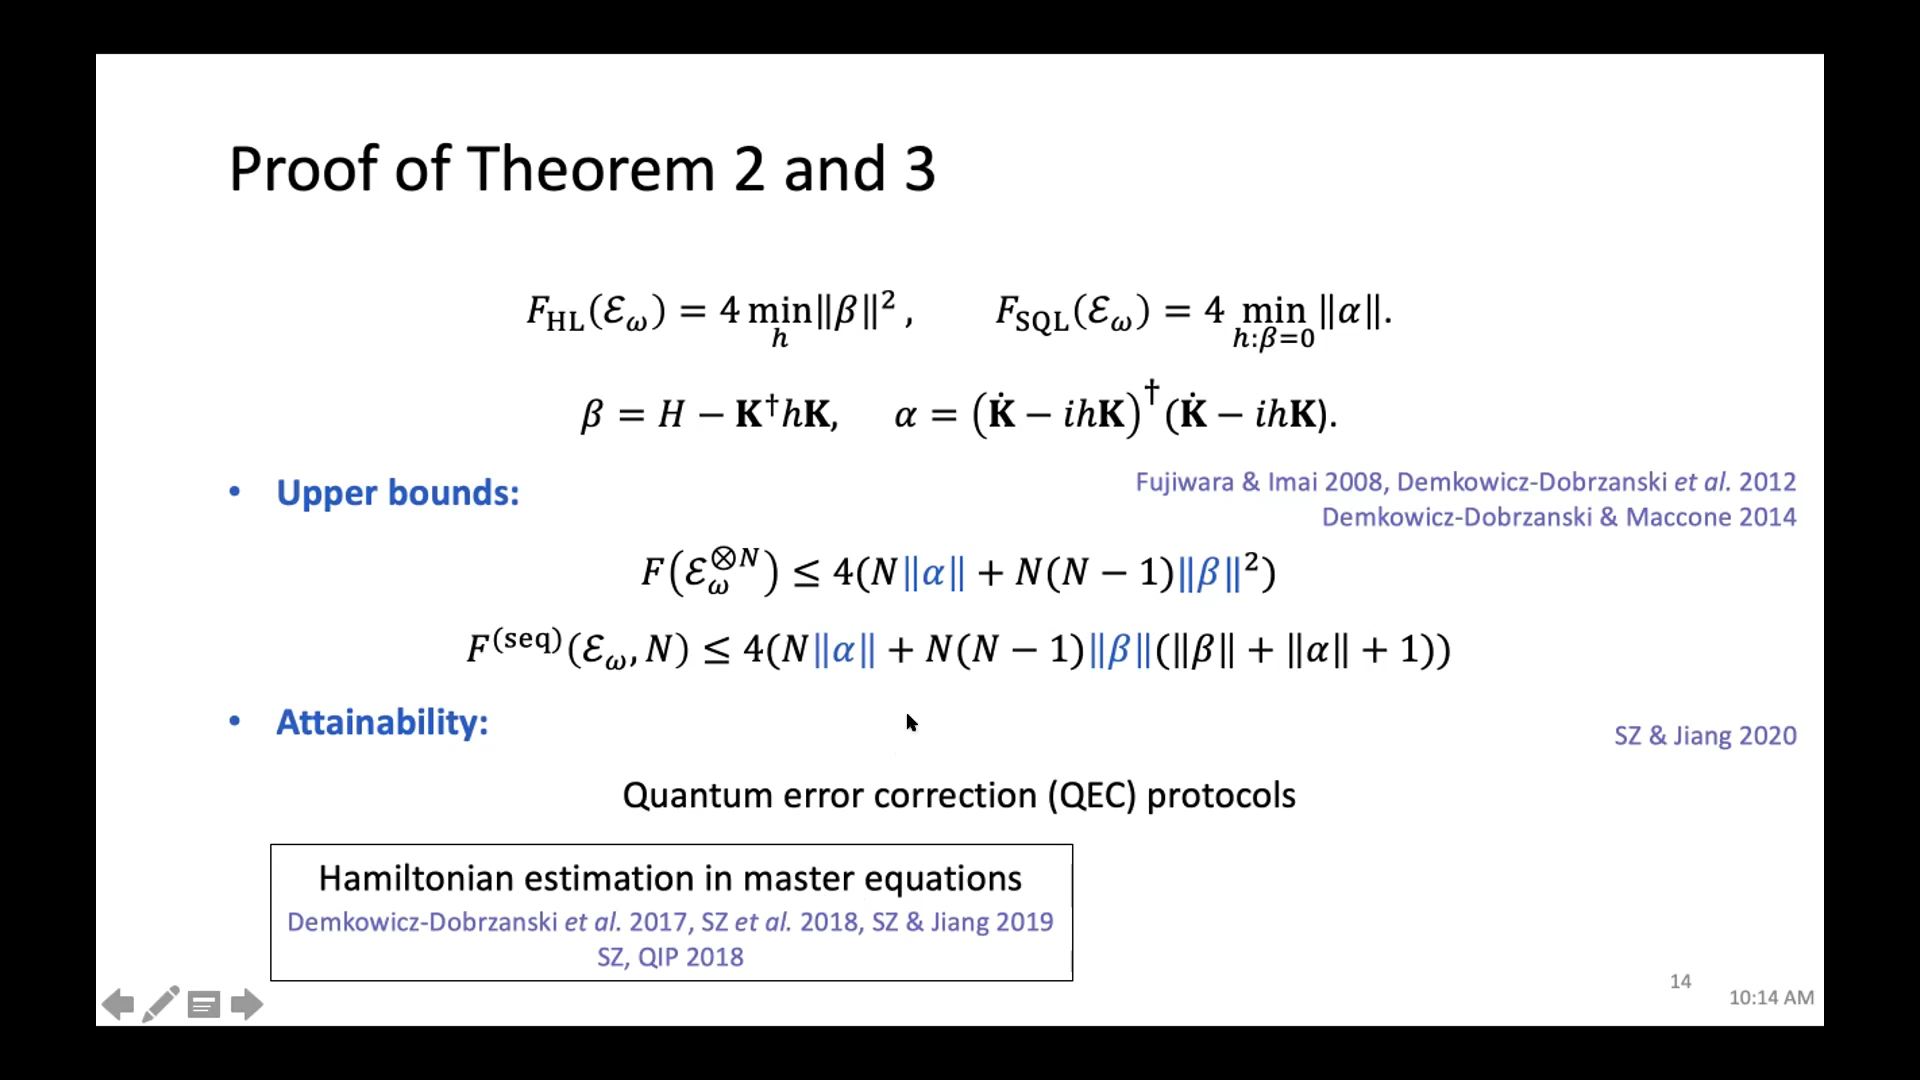 Proof of Theorem 2 and 3
F_HL(ℰ_ω) = 4 min_h ‖β‖², F_SQL(ℰ_ω) = 4 min_{h:β=0} ‖α‖.
β = H − K†hK, α = (K̇ − ihK)†(K̇ − ihK).
• Upper bounds:
Fujiwara & Imai 2008, Demkowicz-Dobrzanski et al. 2012
Demkowicz-Dobrzanski & Maccone 2014
F(ℰ_ω^{⊗N}) ≤ 4(N‖α‖ + N(N − 1)‖β‖²)
F^{(seq)}(ℰ_ω, N) ≤ 4(N‖α‖ + N(N − 1)‖β‖(‖β‖ + ‖α‖ + 1))
• Attainability:
SZ & Jiang 2020
Quantum error correction (QEC) protocols
Hamiltonian estimation in master equations
Demkowicz-Dobrzanski et al. 2017, SZ et al. 2018, SZ & Jiang 2019
SZ, QIP 2018
14
10:14 AM